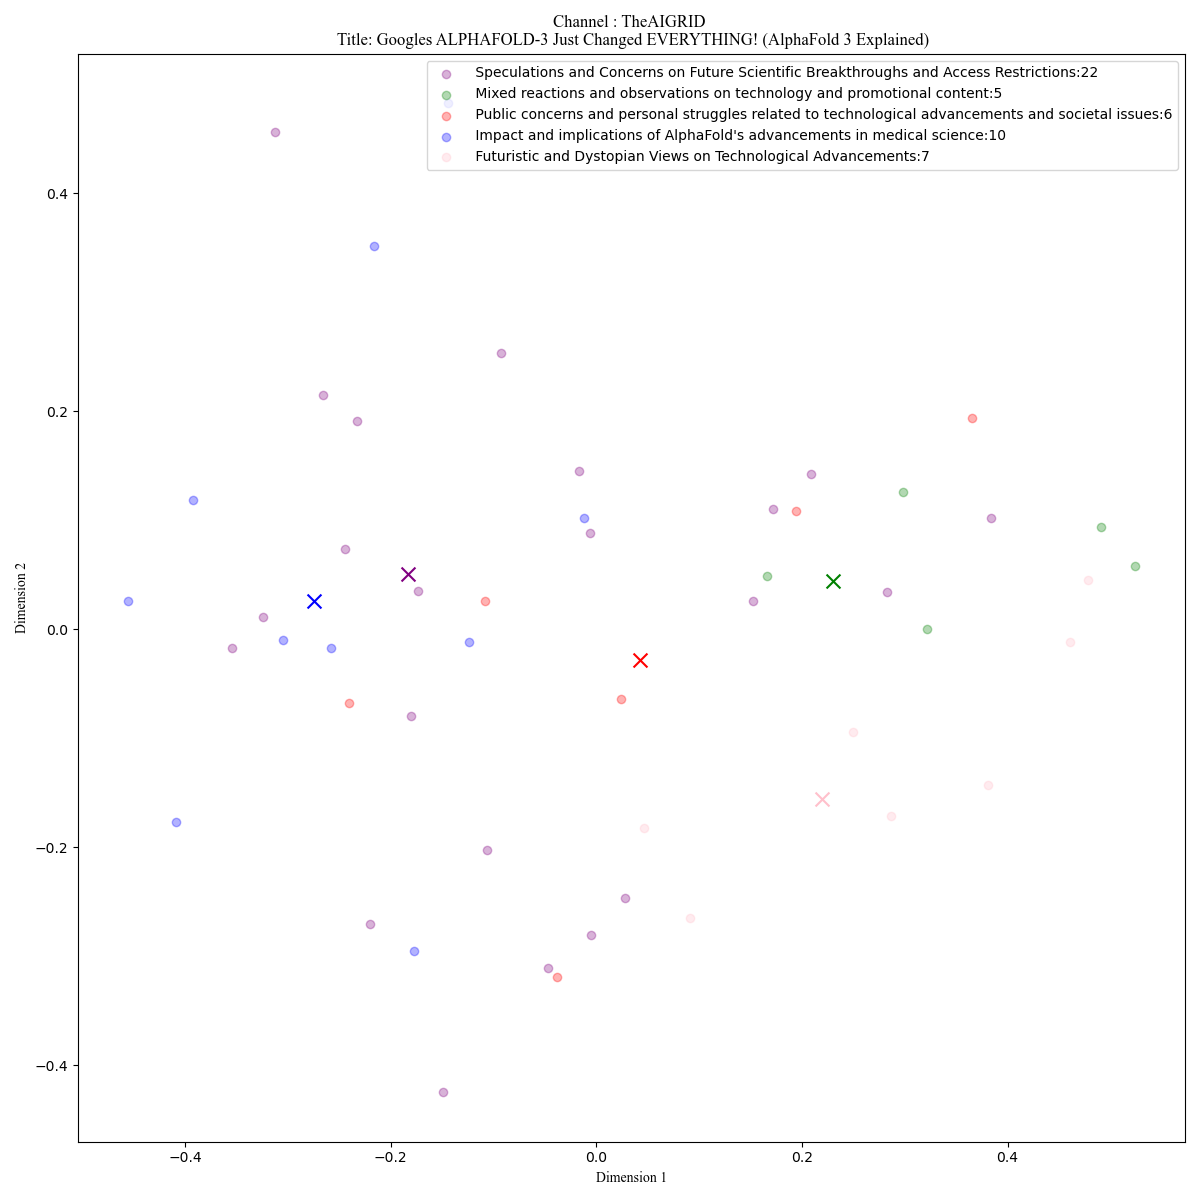 Channel : TheAIGRID
Title: Googles ALPHAFOLD-3 Just Changed EVERYTHING! (AlphaFold 3 Explained)
Speculations and Concerns on Future Scientific Breakthroughs and Access Restrictions:22
Mixed reactions and observations on technology and promotional content:5
Public concerns and personal struggles related to technological advancements and societal issues:6
Impact and implications of AlphaFold's advancements in medical science:10
Futuristic and Dystopian Views on Technological Advancements:7
0.4
0.2
0.0
−0.2
−0.4
Dimension 2
−0.4 −0.2 0.0 0.2 0.4
Dimension 1